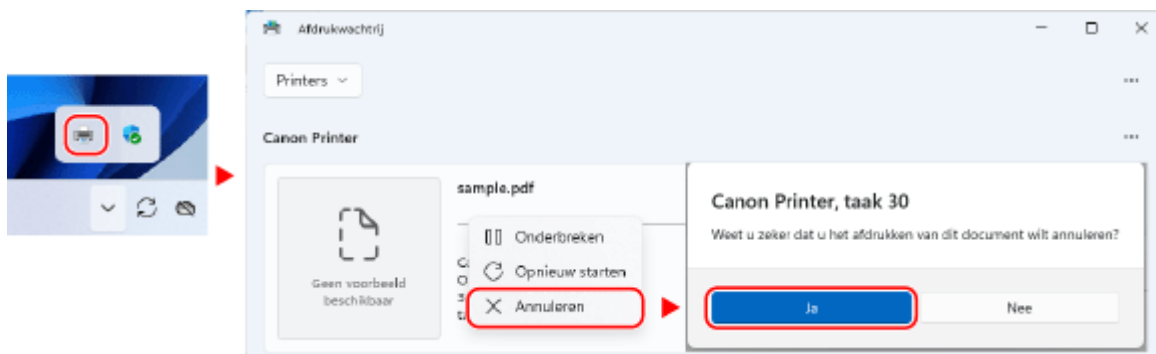 Afdrukwachtrij
Printers
Canon Printer
sample.pdf
Geen voorbeeld
beschikbaar
Onderbreken
Opnieuw starten
Annuleren
Canon Printer, taak 30
Weet u zeker dat u het afdrukken van dit document wilt annuleren?
Ja
Nee